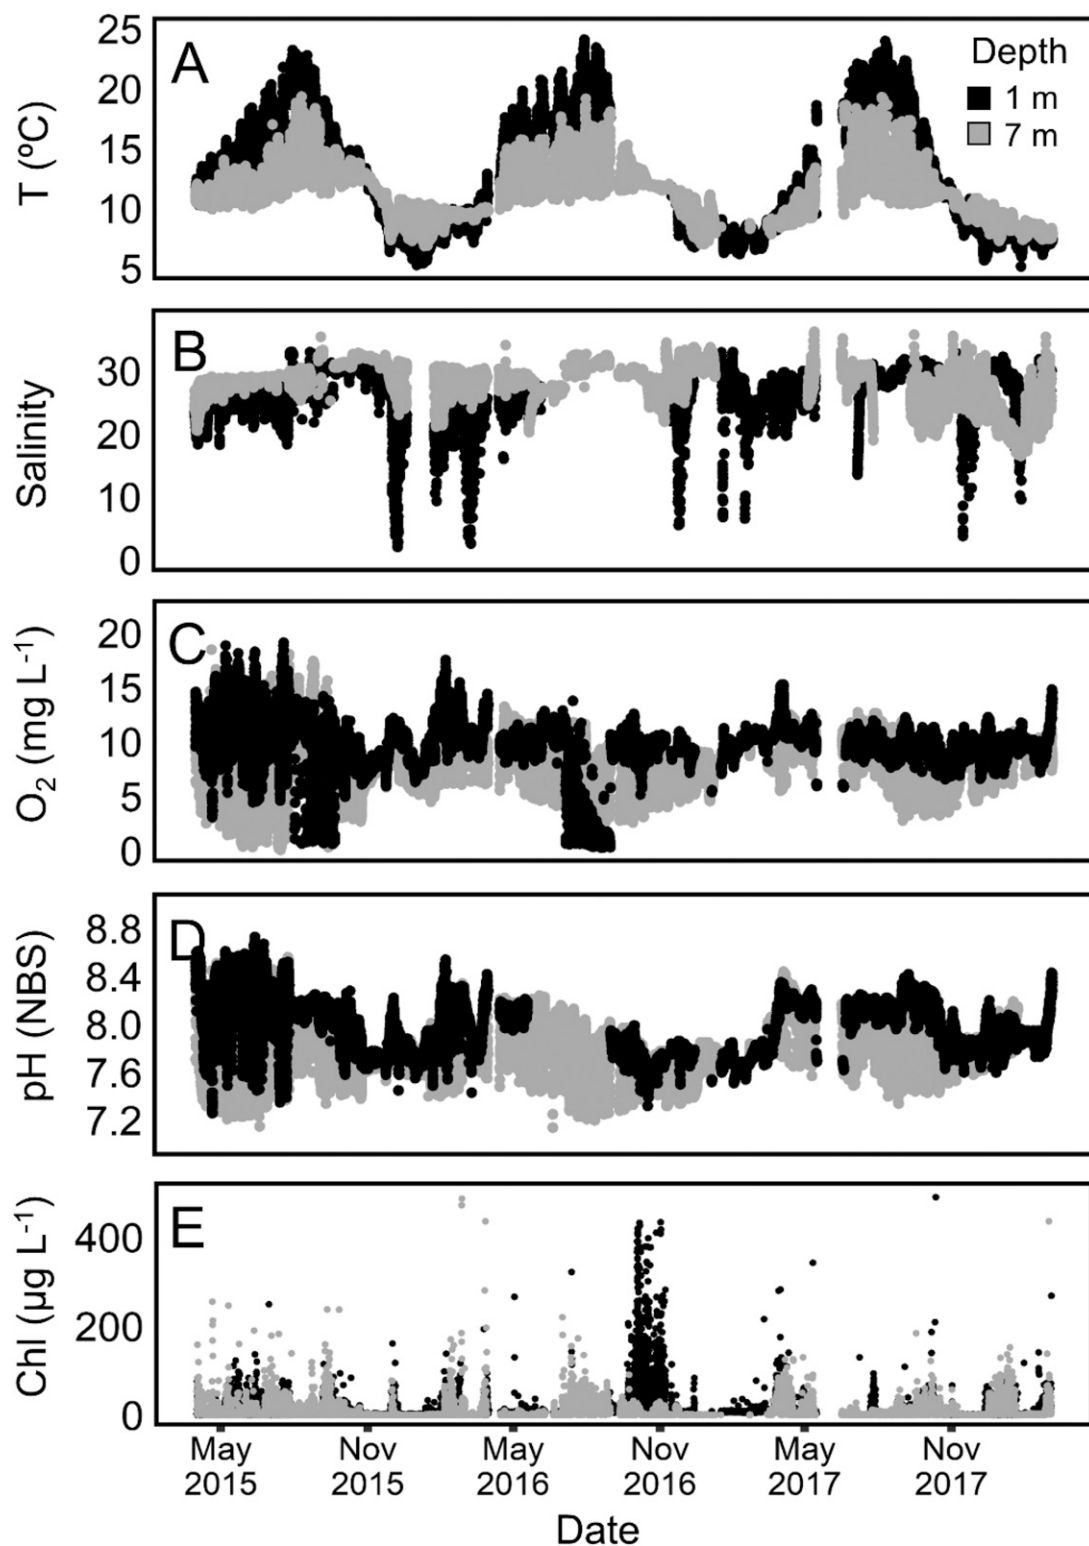 A
T (ºC)
25
20
15
10
5
Depth
1 m
7 m
B
Salinity
30
20
10
0
C
O₂ (mg L⁻¹)
20
15
10
5
0
D
pH (NBS)
8.8
8.4
8.0
7.6
7.2
E
Chl (µg L⁻¹)
400
200
0
May Nov May Nov May Nov
2015 2015 2016 2016 2017 2017
Date